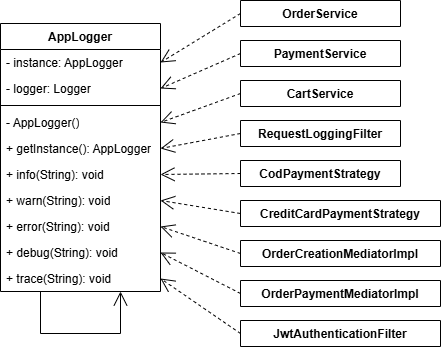 AppLogger
- instance: AppLogger
- logger: Logger
- AppLogger()
+ getInstance(): AppLogger
+ info(String): void
+ warn(String): void
+ error(String): void
+ debug(String): void
+ trace(String): void
OrderService
PaymentService
CartService
RequestLoggingFilter
CodPaymentStrategy
CreditCardPaymentStrategy
OrderCreationMediatorImpl
OrderPaymentMediatorImpl
JwtAuthenticationFilter